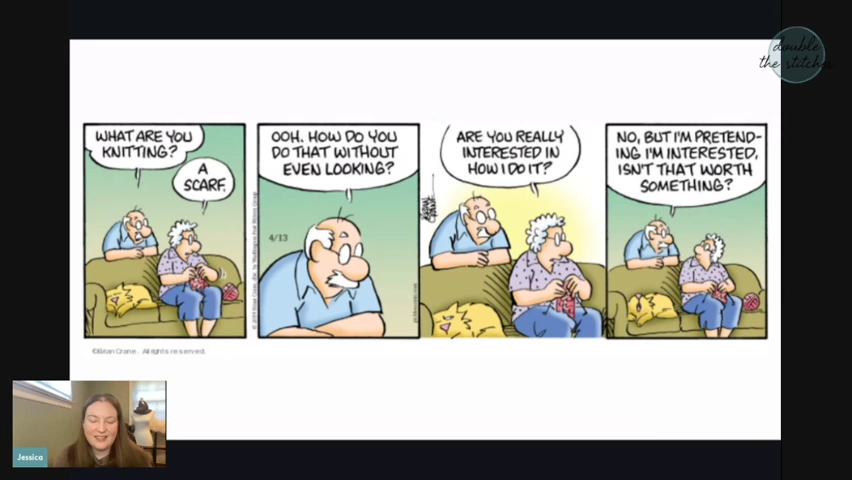 double
the stitches
WHAT ARE YOU
KNITTING?
A
SCARF.
OOH. HOW DO YOU
DO THAT WITHOUT
EVEN LOOKING?
4/13
ARE YOU REALLY
INTERESTED IN
HOW I DO IT?
NO, BUT I'M PRETEND-
ING I'M INTERESTED,
ISN'T THAT WORTH
SOMETHING?
©Brian Crane. All rights reserved.
Jessica